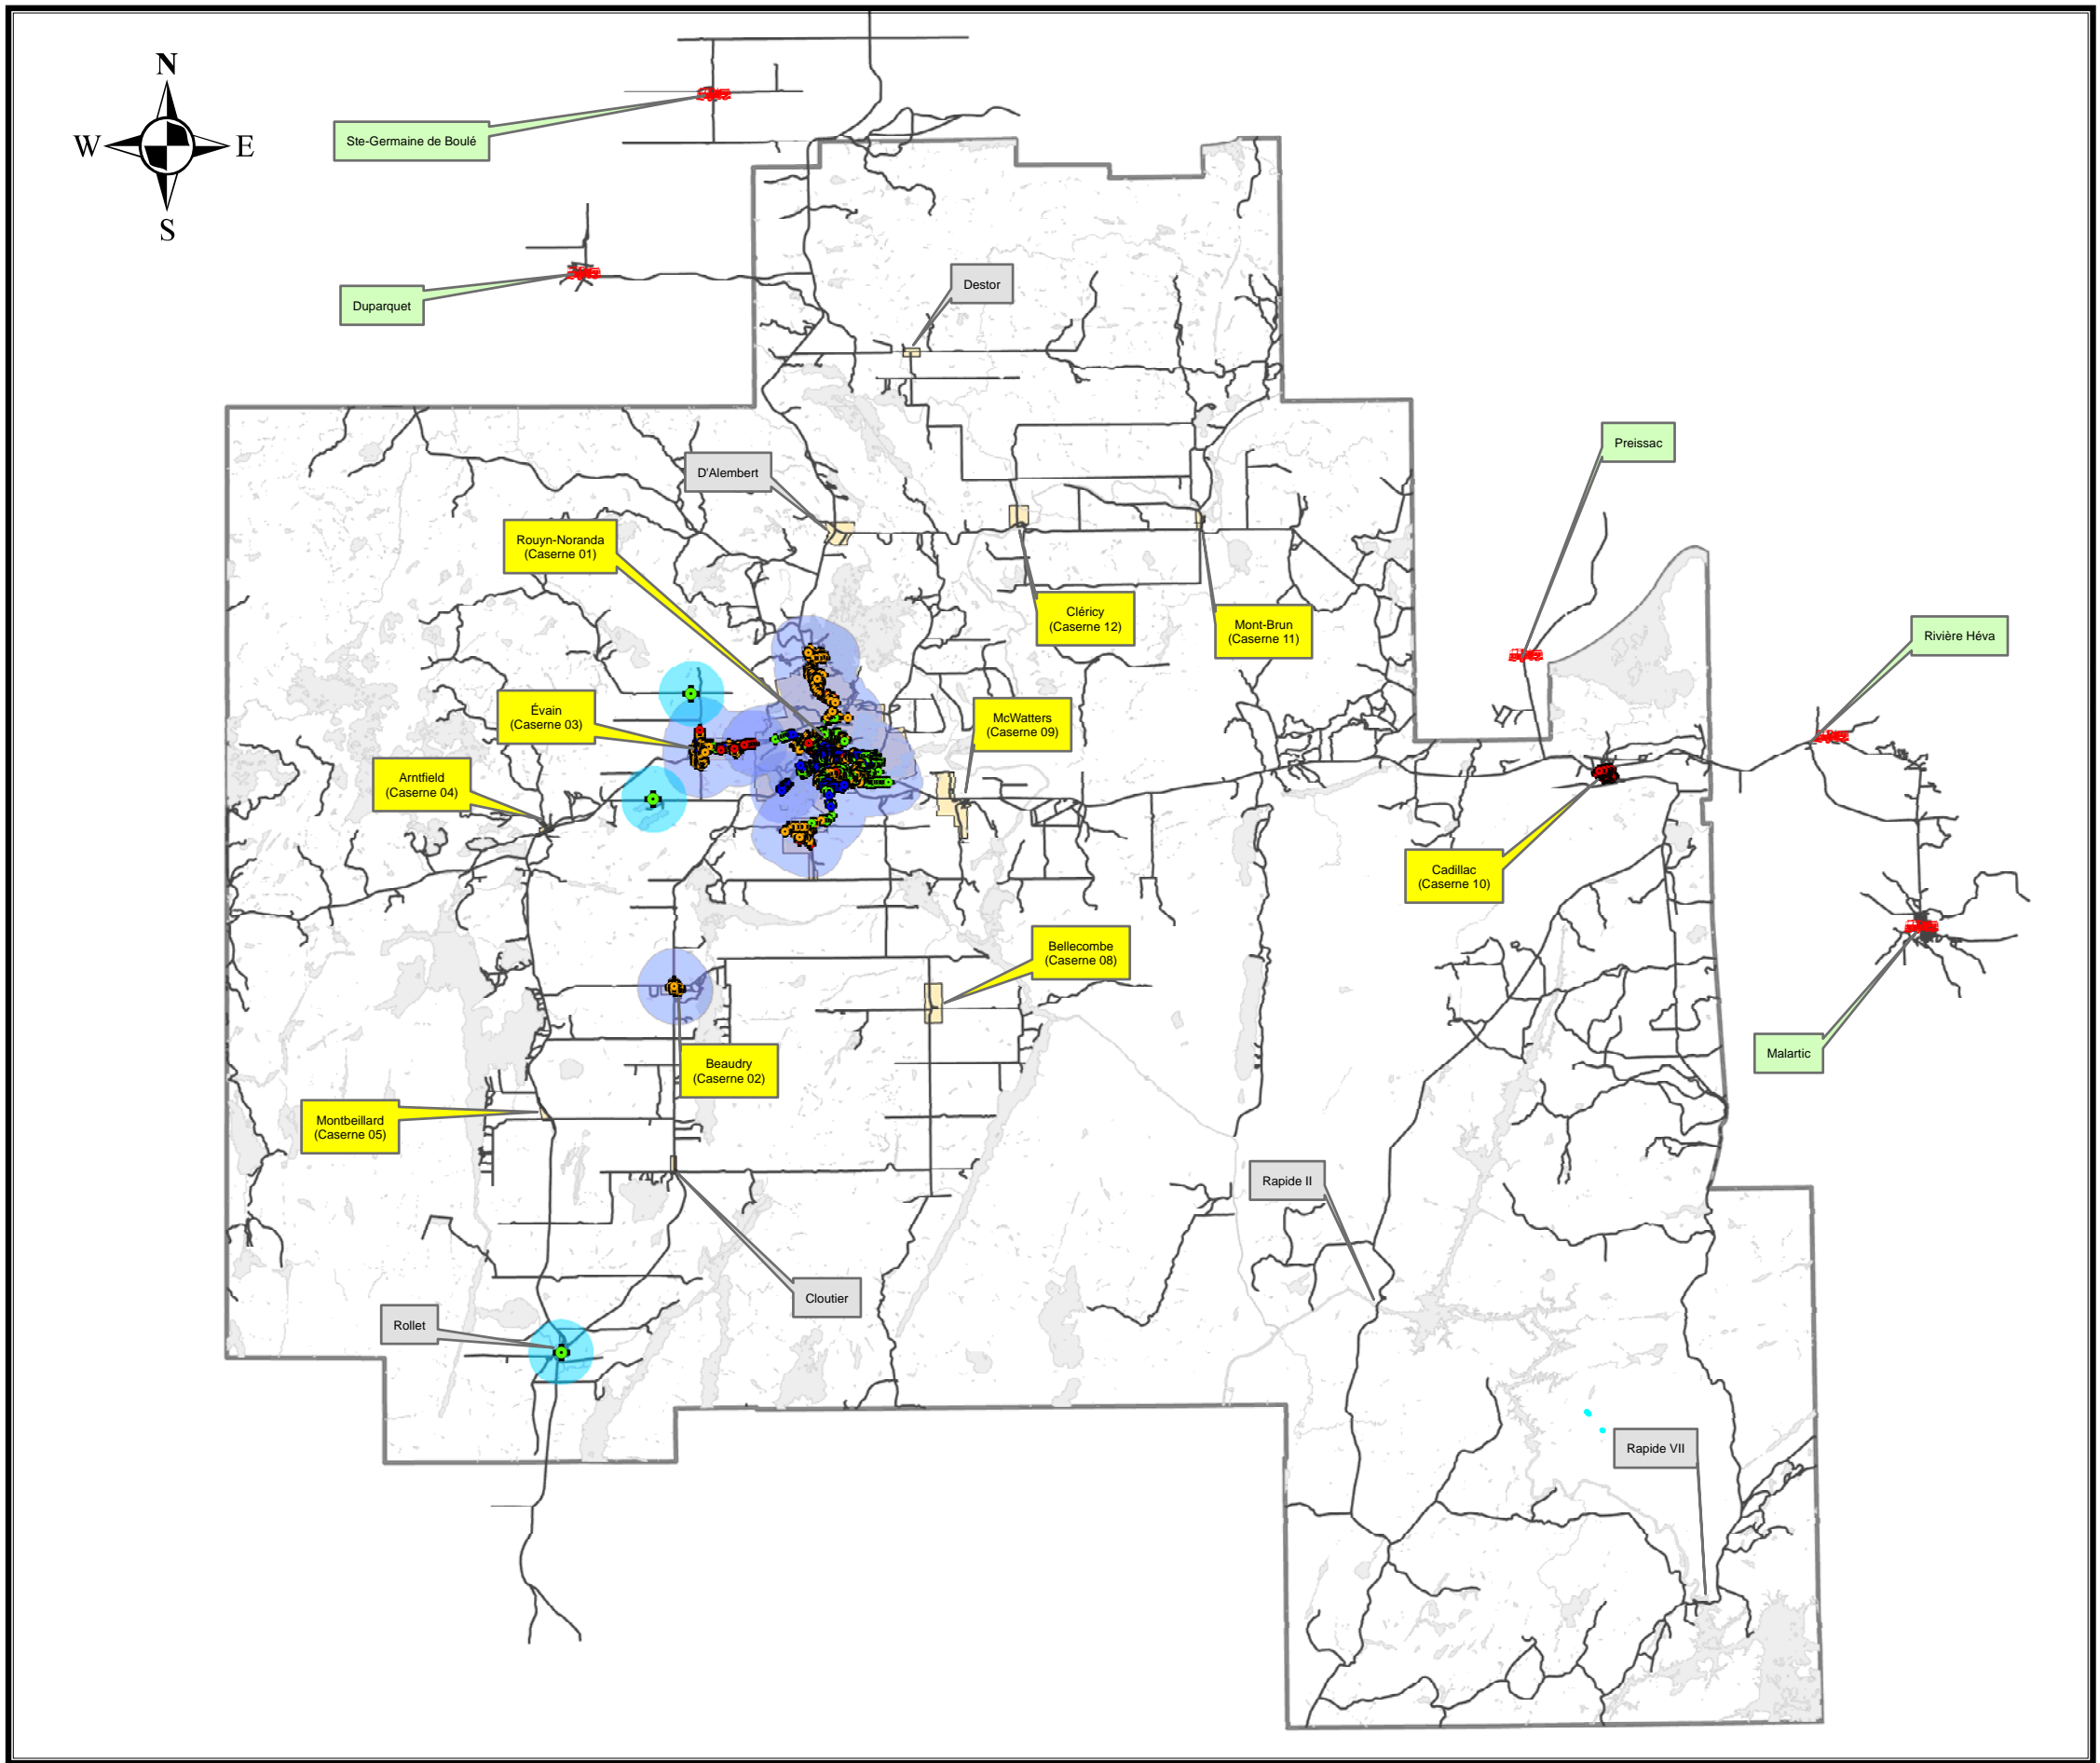 N
W
E
S
Ste-Germaine de Boulé
Duparquet
Destor
D'Alembert
Preissac
Rouyn-Noranda
(Caserne 01)
Cléricy
(Caserne 12)
Mont-Brun
(Caserne 11)
Rivière Héva
Évain
(Caserne 03)
McWatters
(Caserne 09)
Arntfield
(Caserne 04)
Cadillac
(Caserne 10)
Bellecombe
(Caserne 08)
Malartic
Beaudry
(Caserne 02)
Montbeillard
(Caserne 05)
Rapide II
Cloutier
Rollet
Rapide VII